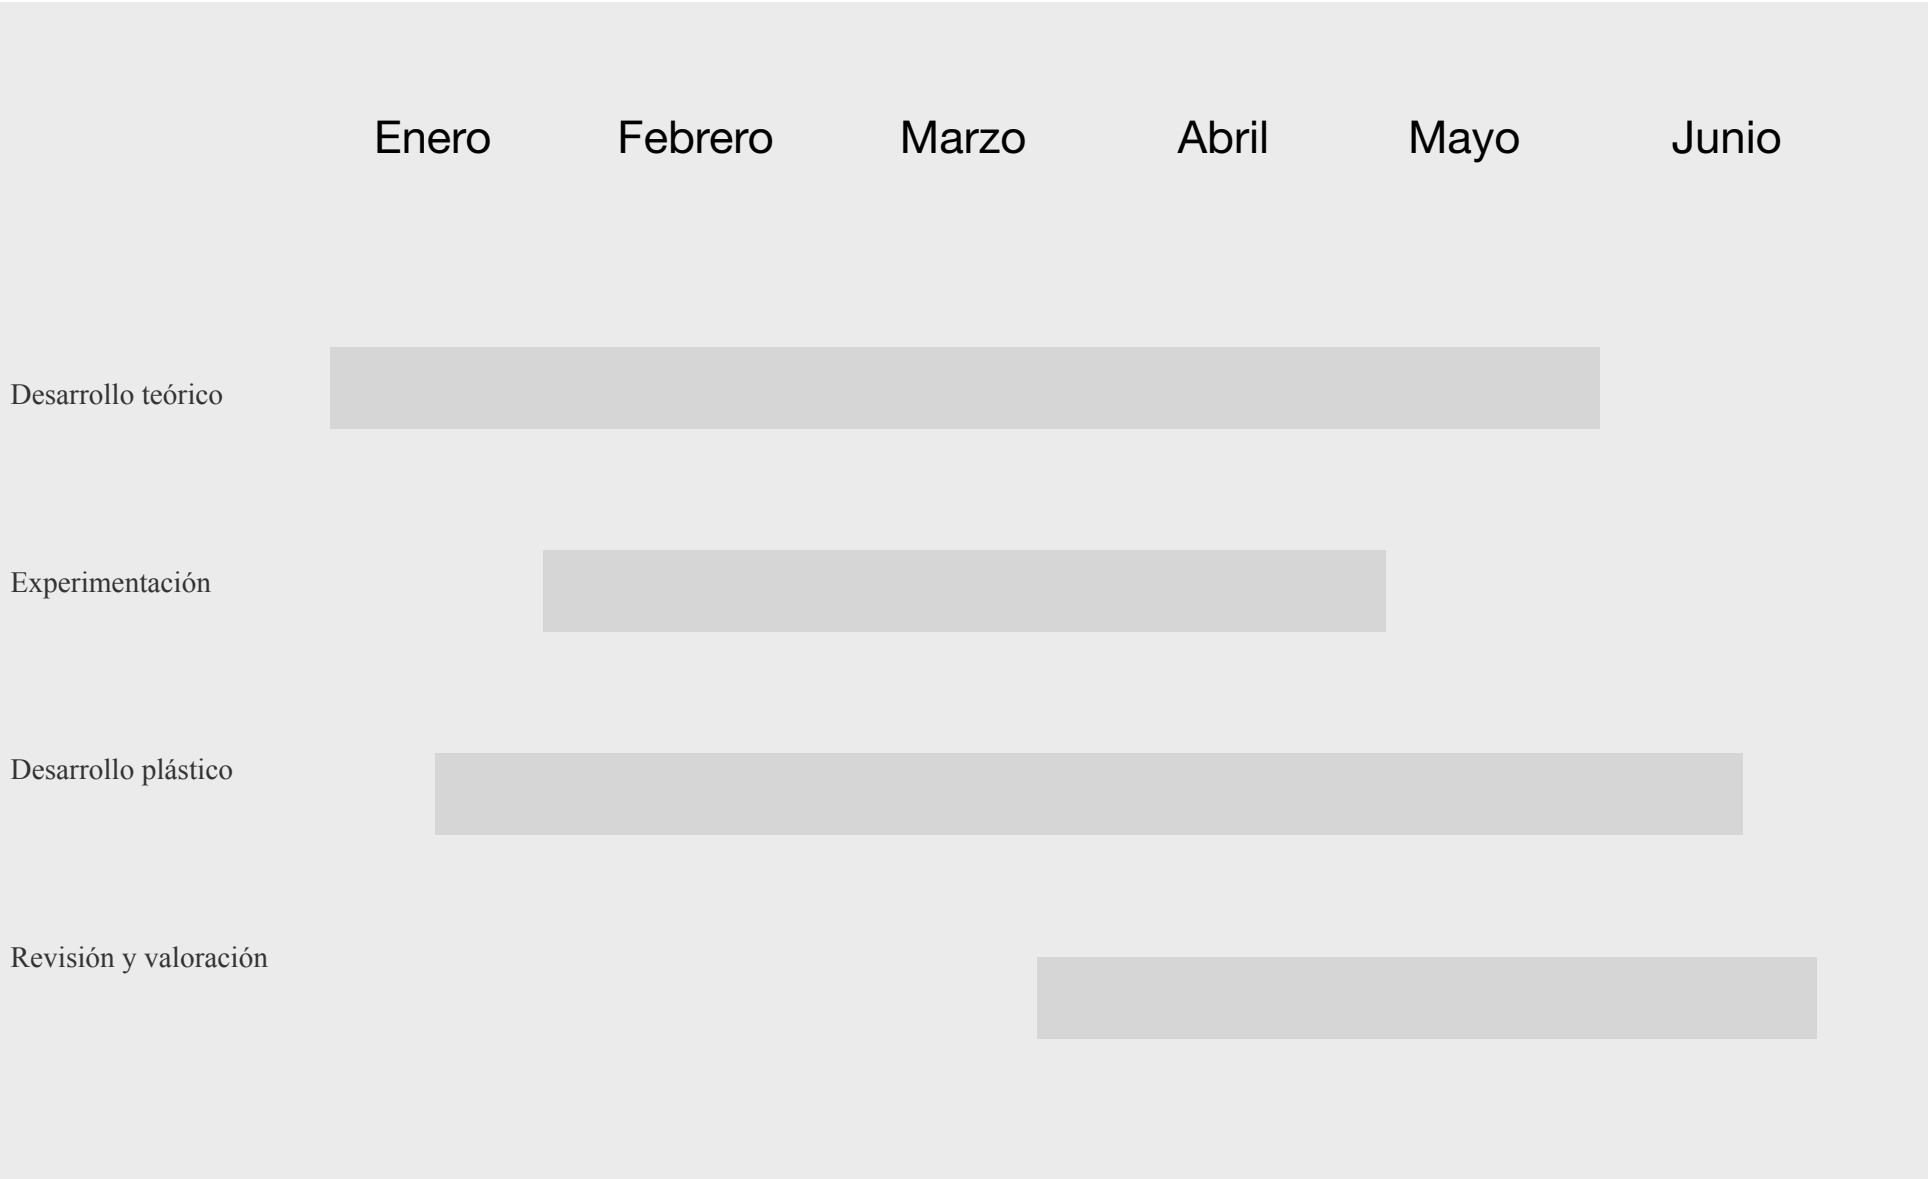 Enero Febrero Marzo Abril Mayo Junio
Desarrollo teórico
Experimentación
Desarrollo plástico
Revisión y valoración